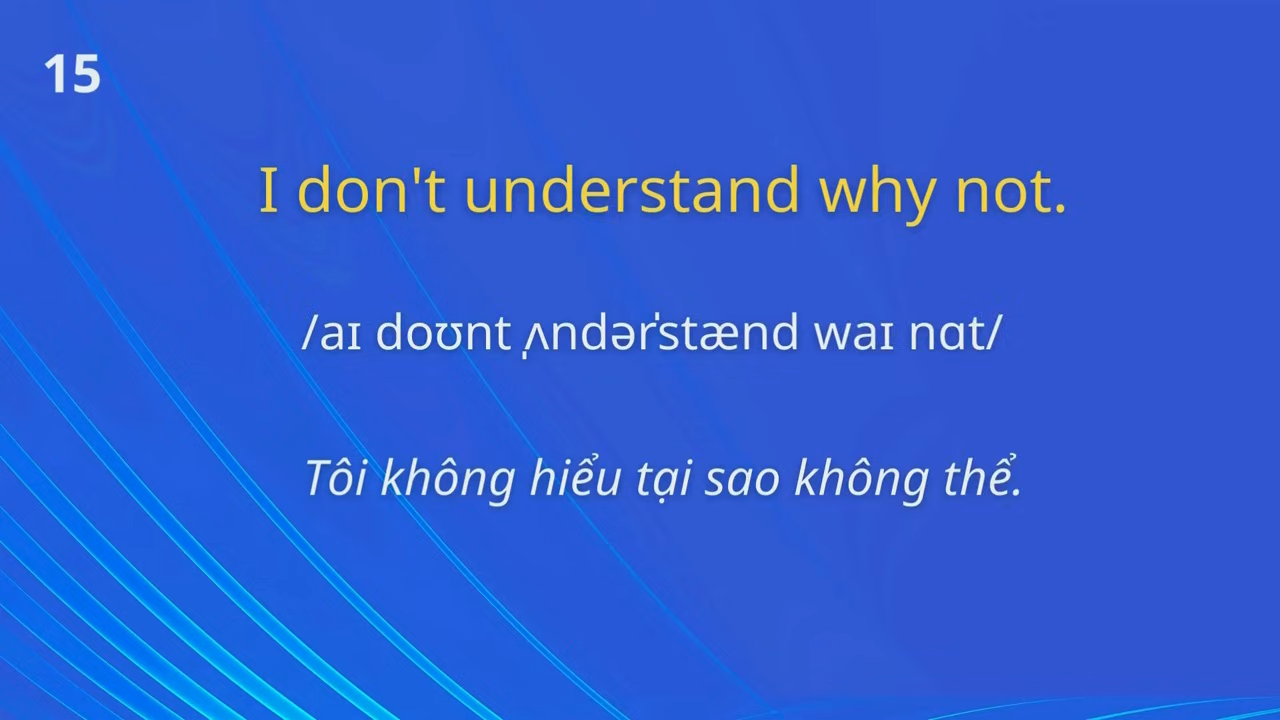 15
I don't understand why not.
/aɪ doʊnt ˌʌndərˈstænd waɪ nɑt/
Tôi không hiểu tại sao không thể.